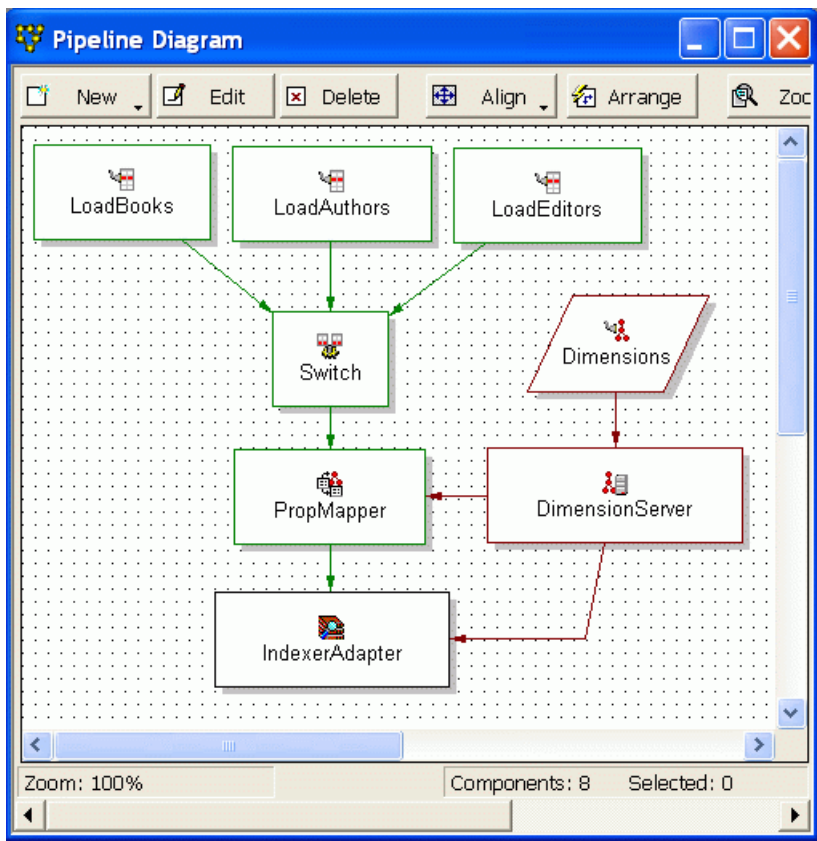 Pipeline Diagram
New Edit Delete Align Arrange Zoc
LoadBooks
LoadAuthors
LoadEditors
Switch
Dimensions
PropMapper
DimensionServer
IndexerAdapter
Zoom: 100% Components: 8 Selected: 0